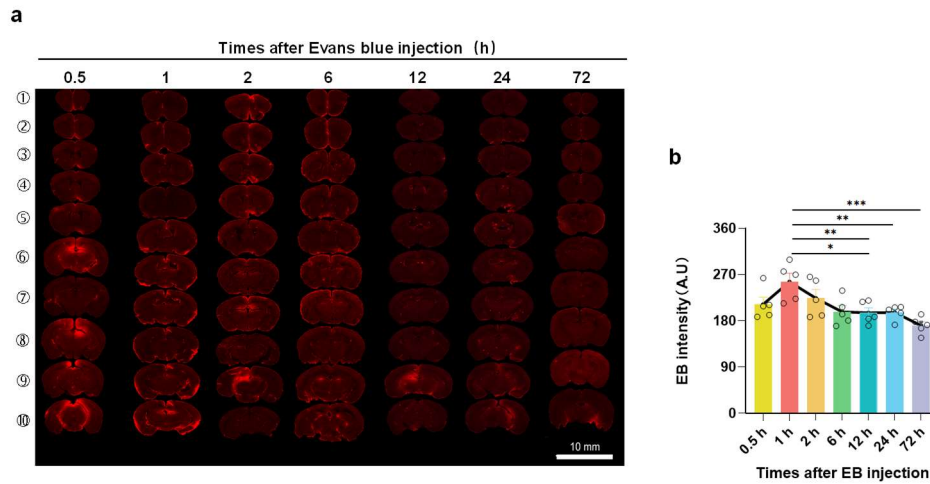 a
Times after Evans blue injection (h)
0.5 1 2 6 12 24 72
①
②
③
④
⑤
⑥
⑦
⑧
⑨
⑩
10 mm
b
***
**
**
*
EB intensity (A.U)
360
270
180
90
0
0.5 h 1 h 2 h 6 h 12 h 24 h 72 h
Times after EB injection